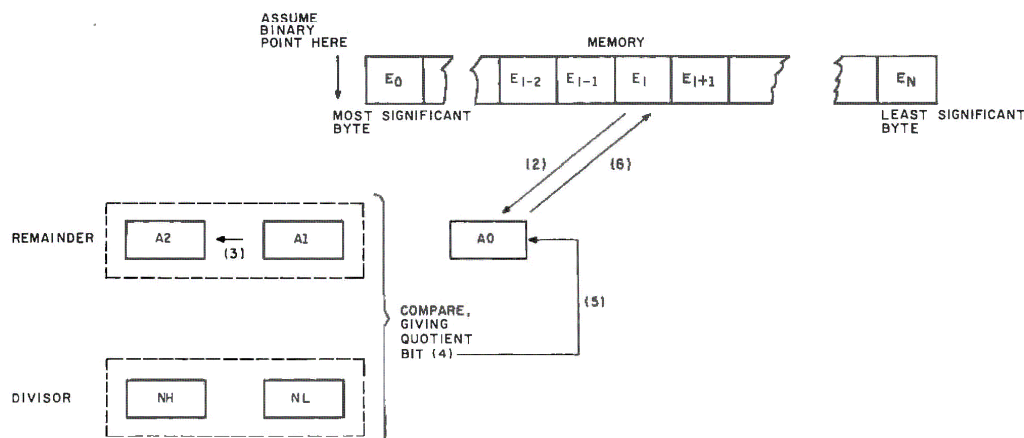 ASSUME
BINARY
POINT HERE
MEMORY
E0 EI-2 EI-1 EI EI+1 EN
MOST SIGNIFICANT
BYTE
LEAST SIGNIFICANT
BYTE
(2) (6)
REMAINDER A2 (3) A1 A0
(5)
COMPARE,
GIVING
QUOTIENT
BIT (4)
DIVISOR NH NL